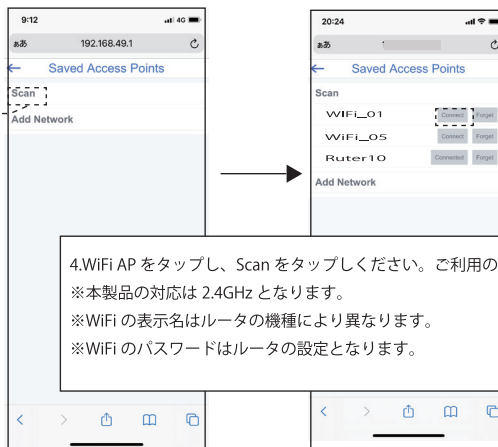 9:12
4G
ぁあ
192.168.49.1
Saved Access Points
Scan
Add Network
20:24
ぁあ
Saved Access Points
Scan
WIFi_01
Connect
Forget
WiFi_05
Connect
Forget
Ruter10
Connected
Forget
Add Network
4.WiFi AP をタップし、Scan をタップしください。ご利用の
※本製品の対応は 2.4GHz となります。
※WiFi の表示名はルータの機種により異なります。
※WiFi のパスワードはルータの設定となります。